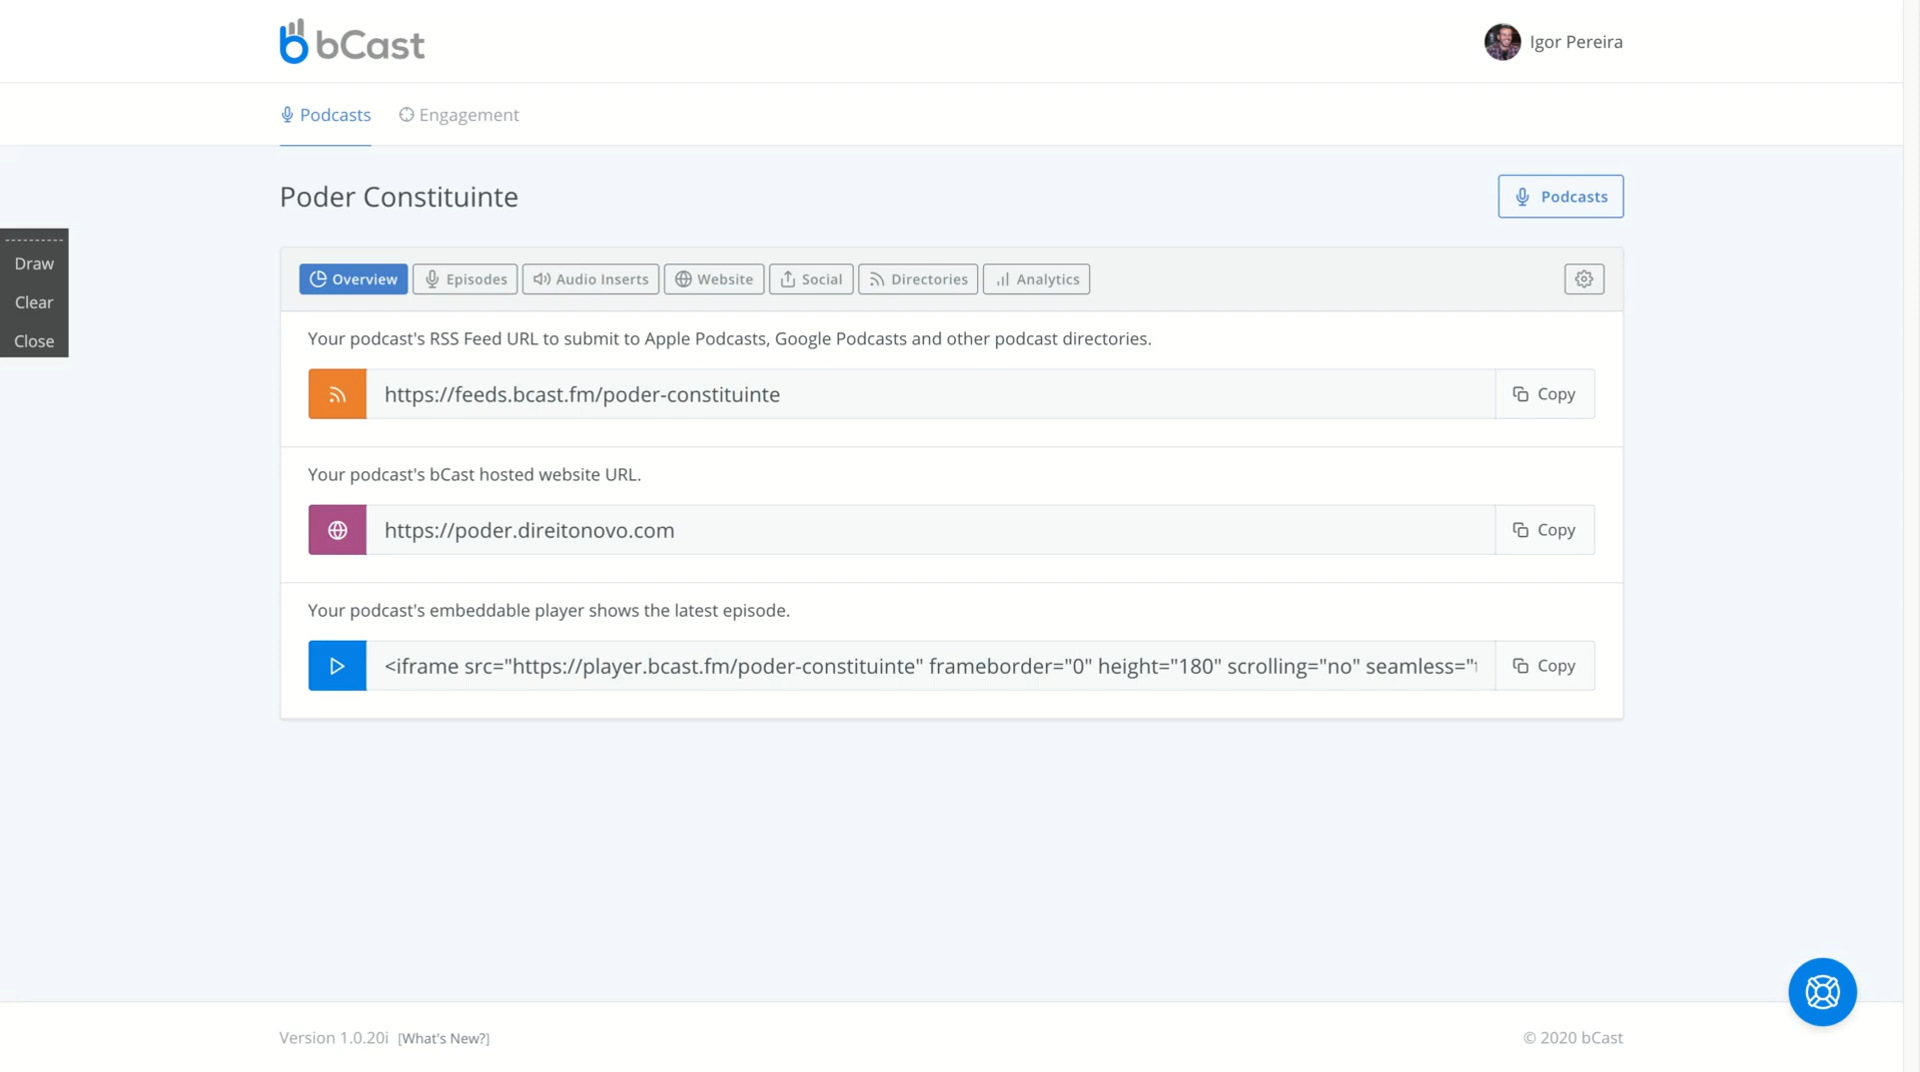 bCast
Igor Pereira
Podcasts
Engagement
Poder Constituinte
Podcasts
Draw
Clear
Close
Overview
Episodes
Audio Inserts
Website
Social
Directories
Analytics
Your podcast's RSS Feed URL to submit to Apple Podcasts, Google Podcasts and other podcast directories.
https://feeds.bcast.fm/poder-constituinte
Copy
Your podcast's bCast hosted website URL.
https://poder.direitonovo.com
Copy
Your podcast's embeddable player shows the latest episode.
<iframe src="https://player.bcast.fm/poder-constituinte" frameborder="0" height="180" scrolling="no" seamless="
Copy
Version 1.0.20i [What's New?]
© 2020 bCast